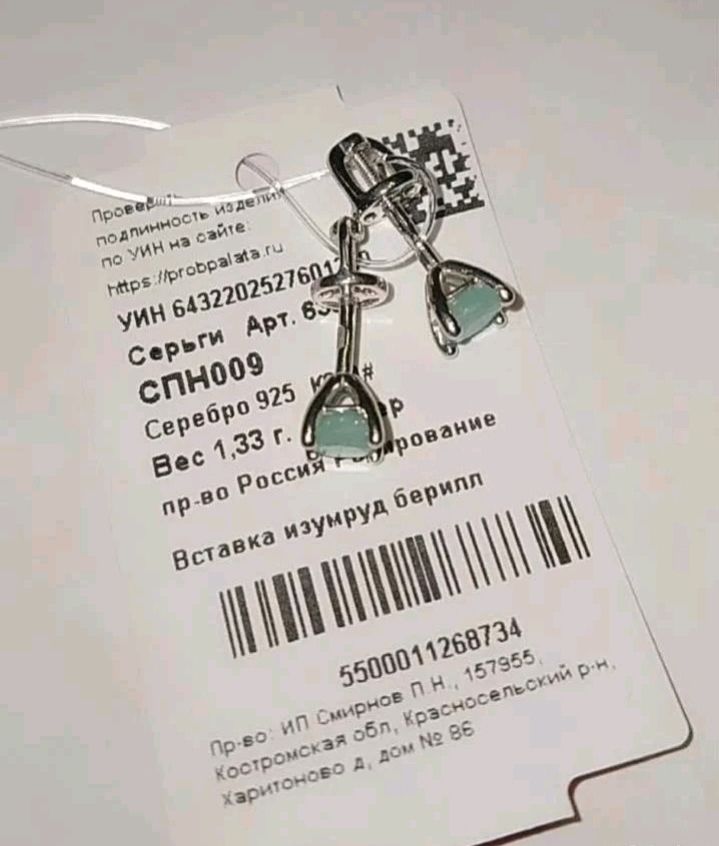 Проверить
подлинность изделия
по УИН на сайте:
https://probpalata.ru
УИН 643220252760
Серьги Арт.
СПН009
Серебро 925
Вес 1,33 г.
пр-во Россия
Вставка изумруд берилл
5500011268734
Пр-во: ИП Смирнов П.Н., 157955,
Костромская обл, Красносельский р-н,
Харитоново д, дом № 86